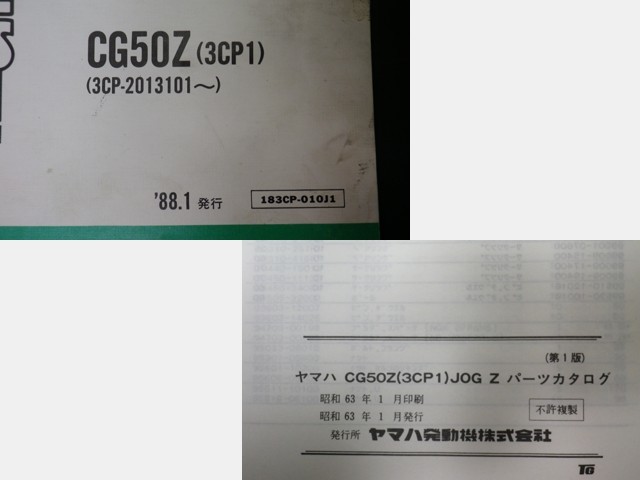 CG50Z (3CP1)
(3CP-2013101～)
'88.1 発行 183CP-010J1
(第1版)
ヤマハ CG50Z(3CP1)JOG Z パーツカタログ
昭和 63 年 1 月印刷
昭和 63 年 1 月発行
不許複製
発行所 ヤマハ発動機株式会社
TG